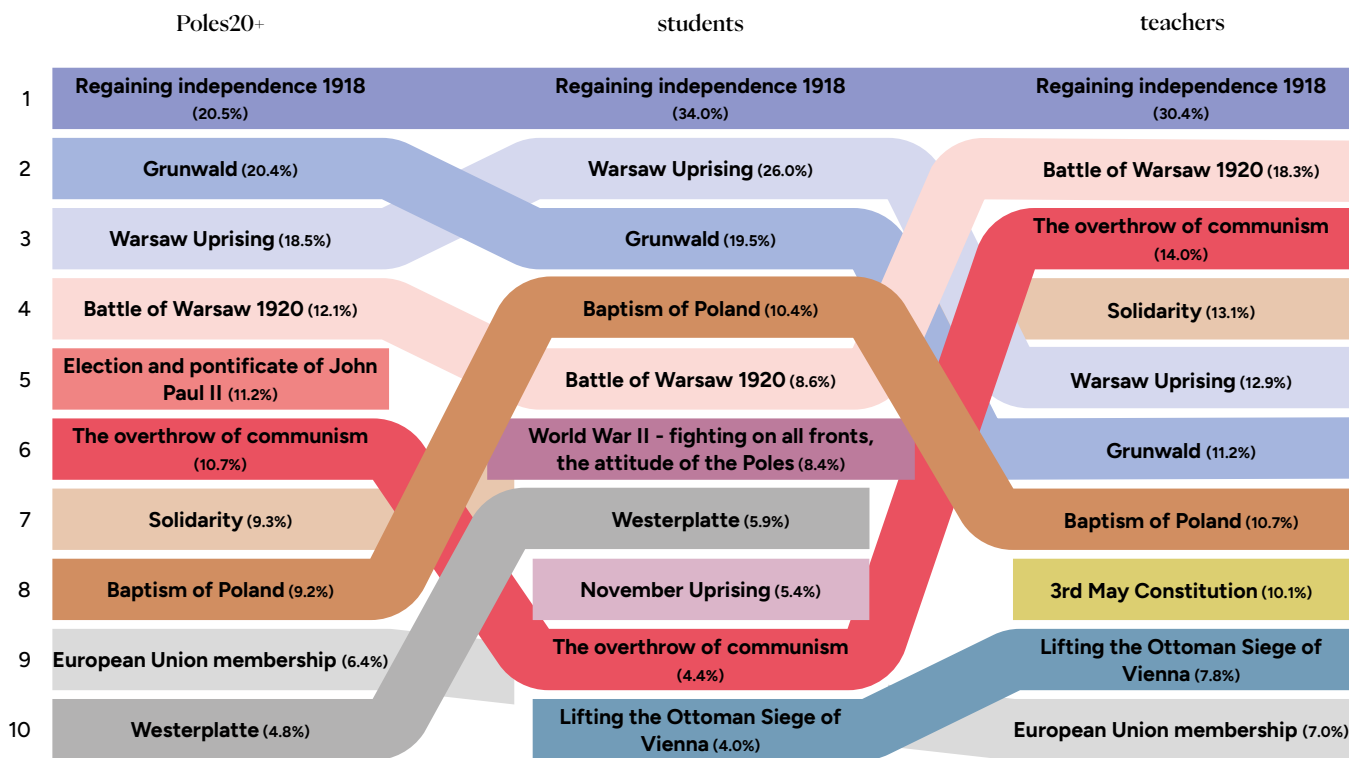 Poles20+
students
teachers
1
Regaining independence 1918
(20.5%)
Regaining independence 1918
(34.0%)
Regaining independence 1918
(30.4%)
2
Grunwald (20.4%)
Warsaw Uprising (26.0%)
Battle of Warsaw 1920 (18.3%)
3
Warsaw Uprising (18.5%)
Grunwald (19.5%)
The overthrow of communism
(14.0%)
4
Battle of Warsaw 1920 (12.1%)
Baptism of Poland (10.4%)
Solidarity (13.1%)
5
Election and pontificate of John
Paul II (11.2%)
Battle of Warsaw 1920 (8.6%)
Warsaw Uprising (12.9%)
6
The overthrow of communism
(10.7%)
World War II - fighting on all fronts,
the attitude of the Poles (8.4%)
Grunwald (11.2%)
7
Solidarity (9.3%)
Westerplatte (5.9%)
Baptism of Poland (10.7%)
8
Baptism of Poland (9.2%)
November Uprising (5.4%)
3rd May Constitution (10.1%)
9
European Union membership (6.4%)
The overthrow of communism
(4.4%)
Lifting the Ottoman Siege of
Vienna (7.8%)
10
Westerplatte (4.8%)
Lifting the Ottoman Siege of
Vienna (4.0%)
European Union membership (7.0%)